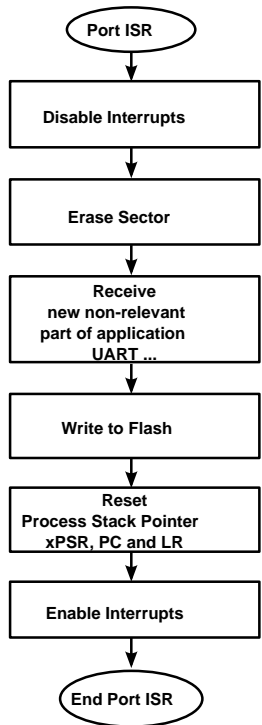 Port ISR
Disable Interrupts
Erase Sector
Receive
new non-relevant
part of application
UART ...
Write to Flash
Reset
Process Stack Pointer
xPSR, PC and LR
Enable Interrupts
End Port ISR